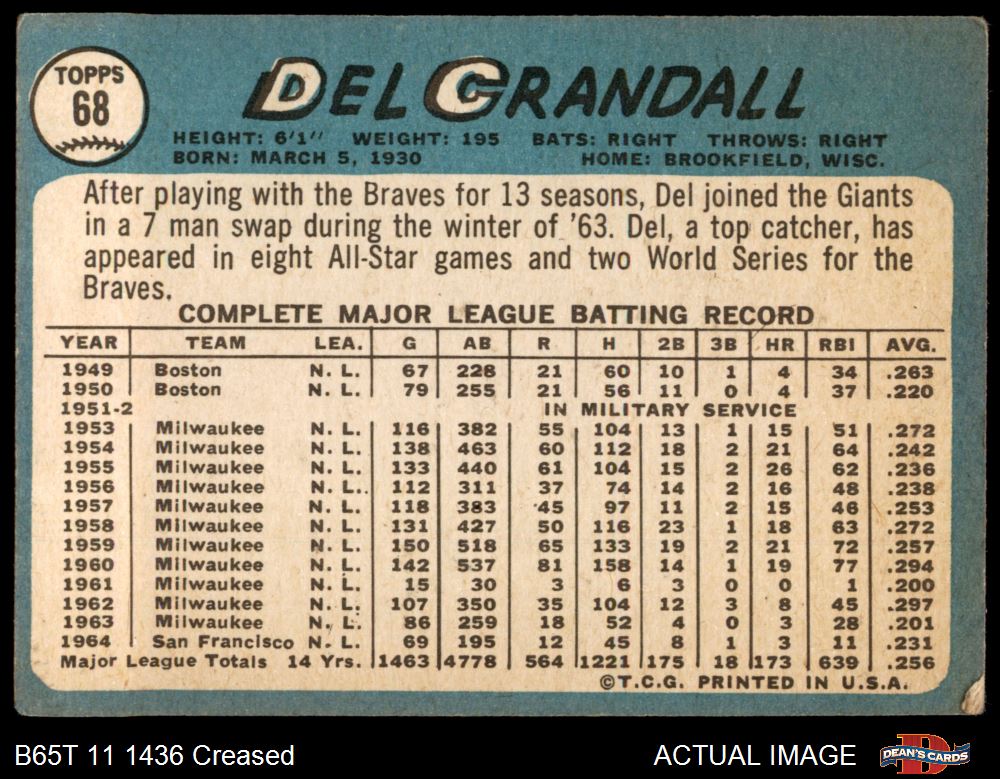 TOPPS
68
DEL CRANDALL
HEIGHT: 6'1" WEIGHT: 195 BATS: RIGHT THROWS: RIGHT
BORN: MARCH 5, 1930 HOME: BROOKFIELD, WISC.
After playing with the Braves for 13 seasons, Del joined the Giants
in a 7 man swap during the winter of '63. Del, a top catcher, has
appeared in eight All-Star games and two World Series for the
Braves.
COMPLETE MAJOR LEAGUE BATTING RECORD
YEAR TEAM LEA. G AB R H 2B 3B HR RBI AVG.
1949 Boston N. L. 67 228 21 60 10 1 4 34 .263
1950 Boston N. L. 79 255 21 56 11 0 4 37 .220
1951-2 IN MILITARY SERVICE
1953 Milwaukee N. L. 116 382 55 104 13 1 15 51 .272
1954 Milwaukee N. L. 138 463 60 112 18 2 21 64 .242
1955 Milwaukee N. L. 133 440 61 104 15 2 26 62 .236
1956 Milwaukee N. L. 112 311 37 74 14 2 16 48 .238
1957 Milwaukee N. L. 118 383 45 97 11 2 15 46 .253
1958 Milwaukee N. L. 131 427 50 116 23 1 18 63 .272
1959 Milwaukee N. L. 150 518 65 133 19 2 21 72 .257
1960 Milwaukee N. L. 142 537 81 158 14 1 19 77 .294
1961 Milwaukee N. L. 15 30 3 6 3 0 0 1 .200
1962 Milwaukee N. L. 107 350 35 104 12 3 8 45 .297
1963 Milwaukee N. L. 86 259 18 52 4 0 3 28 .201
1964 San Francisco N. L. 69 195 12 45 8 1 3 11 .231
Major League Totals 14 Yrs. 1463 4778 564 1221 175 18 173 639 .256
©T.C.G. PRINTED IN U.S.A.
B65T 11 1436 Creased ACTUAL IMAGE DEAN'S CARDS